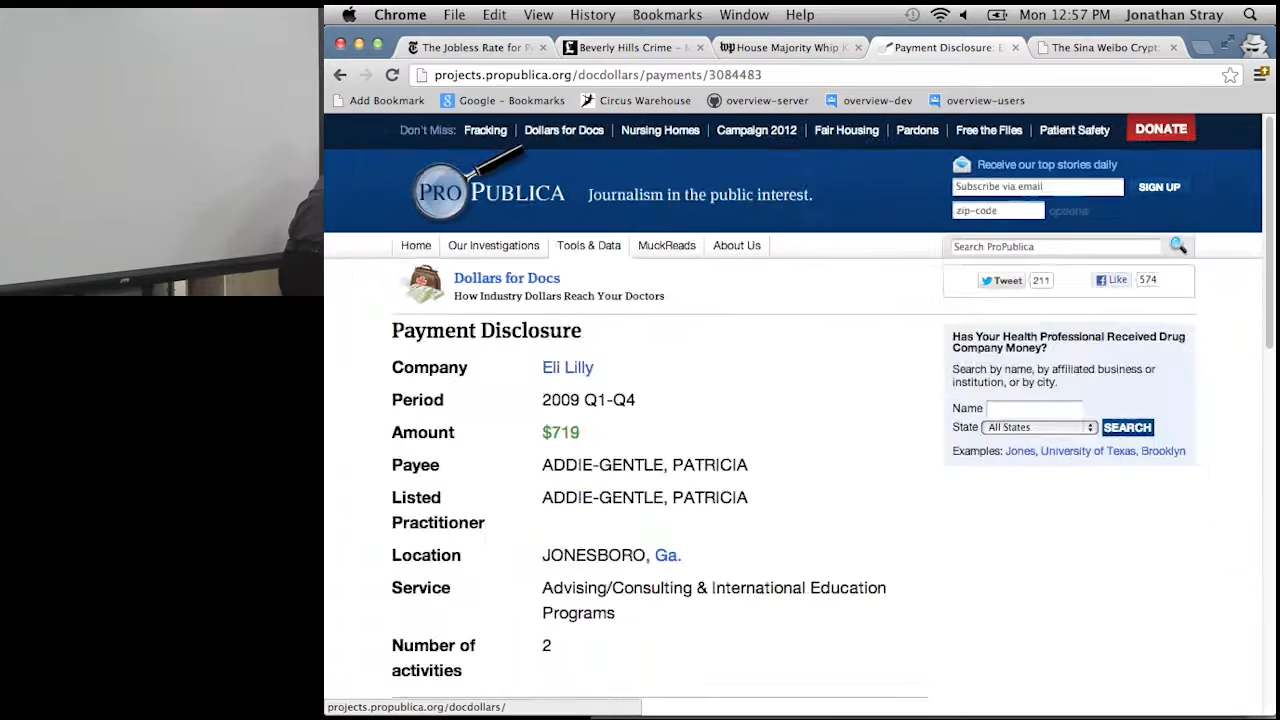 Chrome File Edit View History Bookmarks Window Help Mon 12:57 PM Jonathan Stray
The Jobless Rate for P
Beverly Hills Crime –
House Majority Whip K
Payment Disclosure: E
The Sina Weibo Crypt:
projects.propublica.org/docdollars/payments/3084483
Add Bookmark Google - Bookmarks Circus Warehouse overview-server overview-dev overview-users
Don't Miss: Fracking Dollars for Docs Nursing Homes Campaign 2012 Fair Housing Pardons Free the Files Patient Safety DONATE
PRO PUBLICA Journalism in the public interest.
Receive our top stories daily
Subscribe via email SIGN UP
zip-code optional
Home Our Investigations Tools & Data MuckReads About Us Search ProPublica
Dollars for Docs
How Industry Dollars Reach Your Doctors
Tweet 211 Like 574
Payment Disclosure
Company Eli Lilly
Period 2009 Q1-Q4
Amount $719
Payee ADDIE-GENTLE, PATRICIA
Listed Practitioner ADDIE-GENTLE, PATRICIA
Location JONESBORO, Ga.
Service Advising/Consulting & International Education
Programs
Number of activities 2
Has Your Health Professional Received Drug
Company Money?
Search by name, by affiliated business or
institution, or by city.
Name
State All States SEARCH
Examples: Jones, University of Texas, Brooklyn
projects.propublica.org/docdollars/